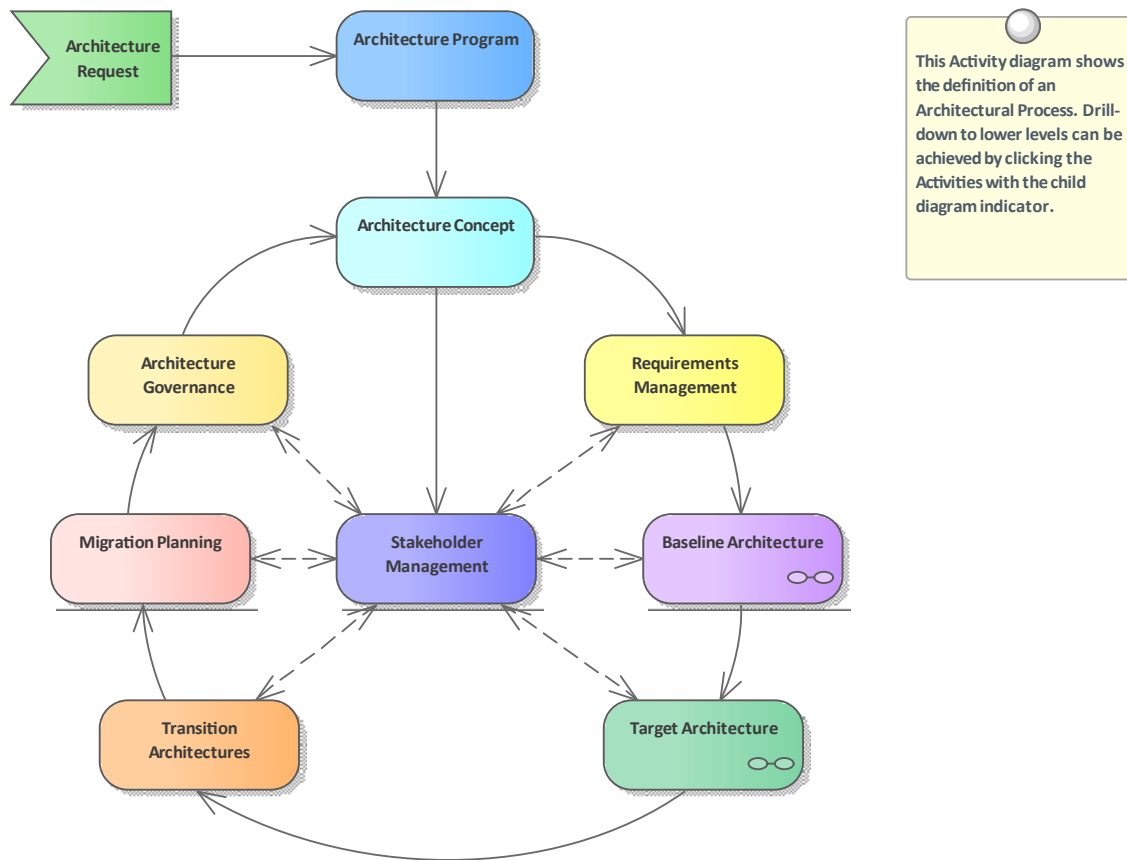 Architecture
Request
Architecture Program
This Activity diagram shows
the definition of an
Architectural Process. Drill-
down to lower levels can be
achieved by clicking the
Activities with the child
diagram indicator.
Architecture Concept
Architecture
Governance
Requirements
Management
Migration Planning
Stakeholder
Management
Baseline Architecture
Transition
Architectures
Target Architecture